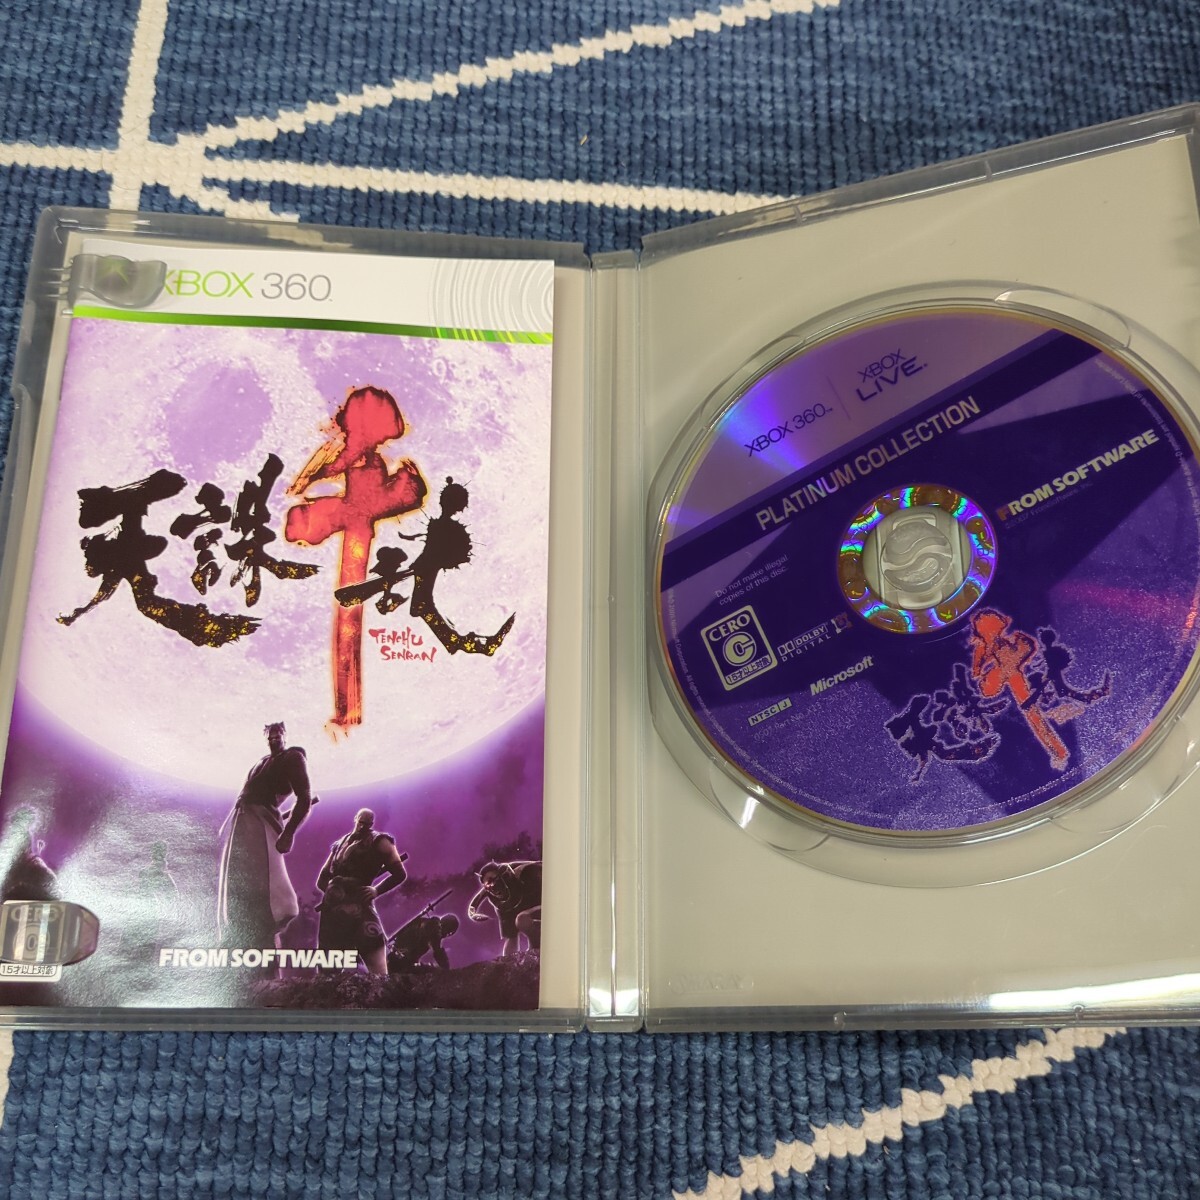 XBOX 360
天誅千乱
TENCHU
SENRAN
FROM SOFTWARE
CERO
C
15才以上対象
XBOX 360
XBOX
LIVE
PLATINUM COLLECTION
FROM SOFTWARE
Do not make illegal
copies of this disc.
CERO
C
15才以上対象
DOLBY
DIGITAL
Microsoft
NTSC J
天誅千乱